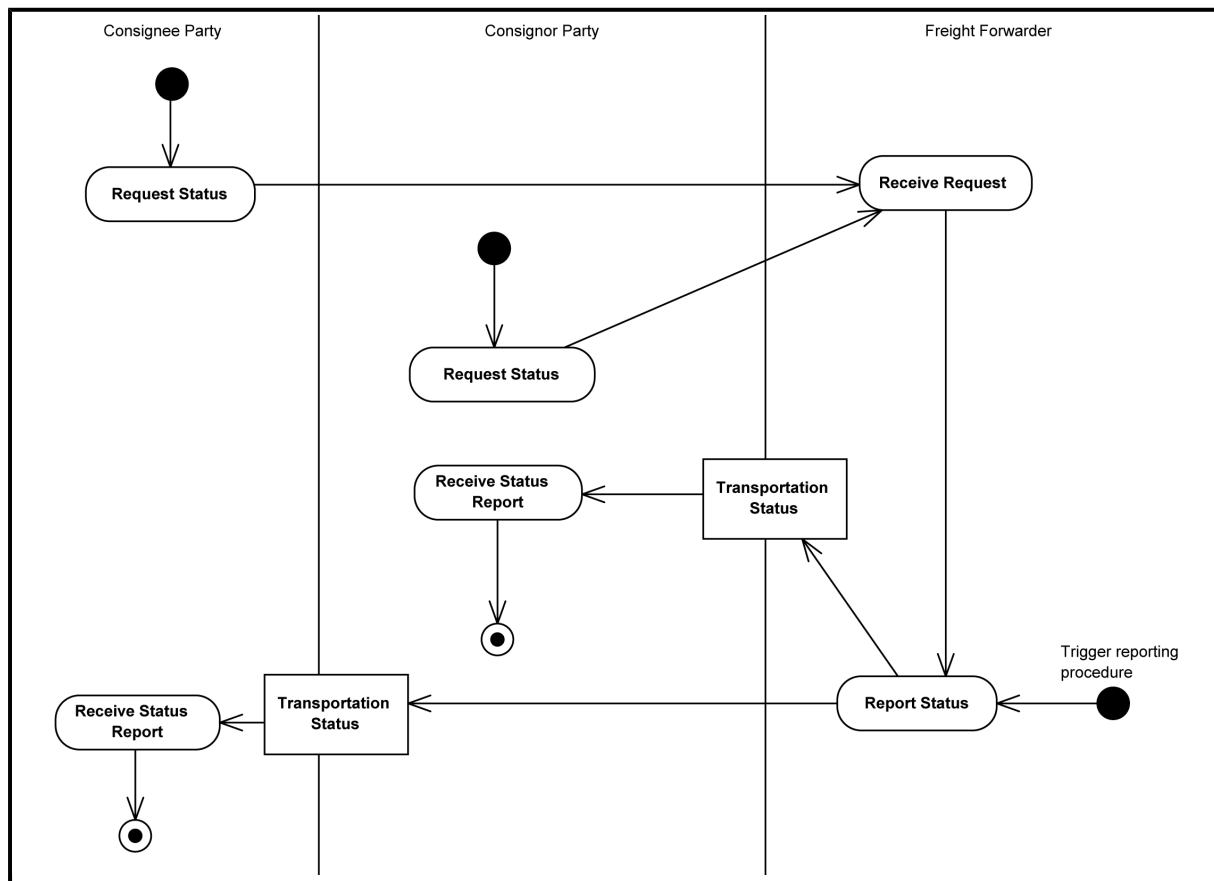 Consignee Party
Consignor Party
Freight Forwarder
Request Status
Receive Request
Request Status
Receive Status
Report
Transportation
Status
Trigger reporting
procedure
Receive Status
Report
Transportation
Status
Report Status